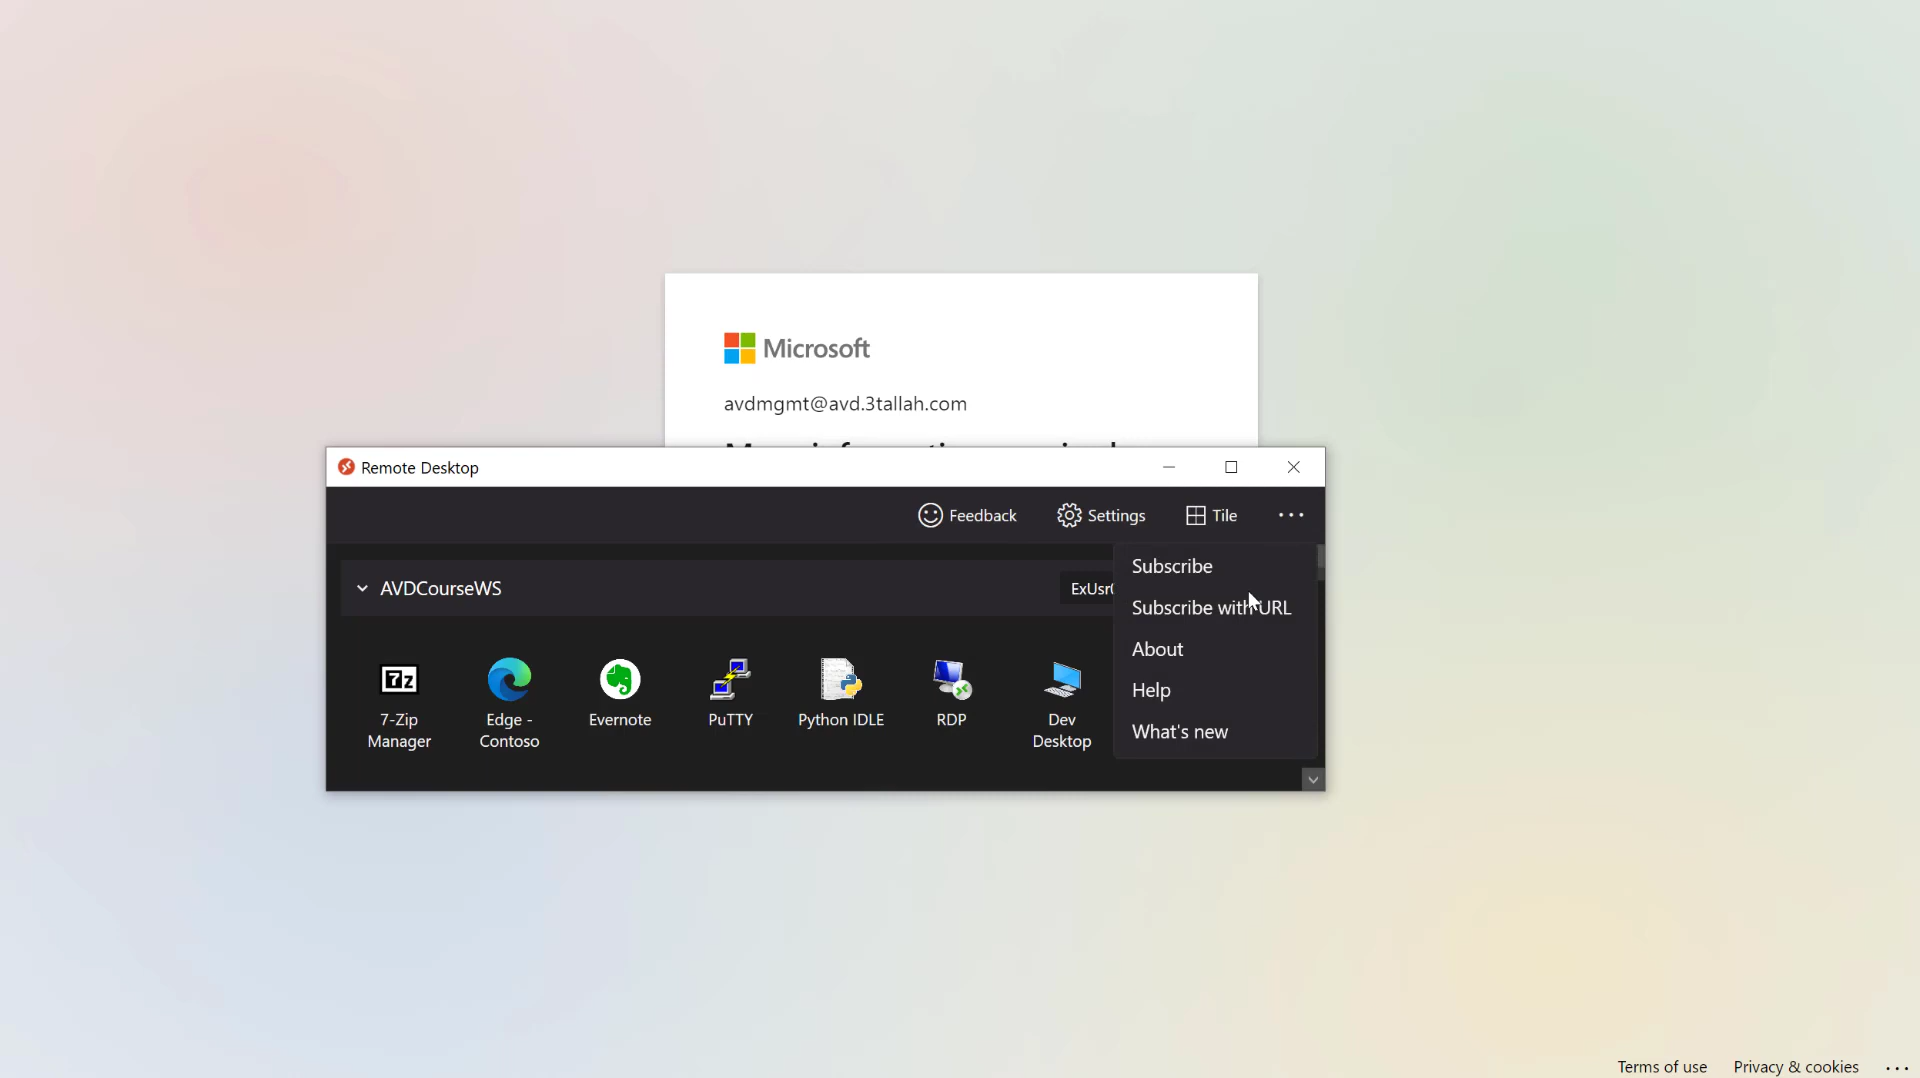 Microsoft
avdmgmt@avd.3tallah.com
Remote Desktop
Feedback
Settings
Tile
AVDCourseWS
Subscribe
Subscribe with URL
About
Help
What's new
7-Zip
Manager
Edge -
Contoso
Evernote
PuTTY
Python IDLE
RDP
Dev
Desktop
Terms of use
Privacy & cookies